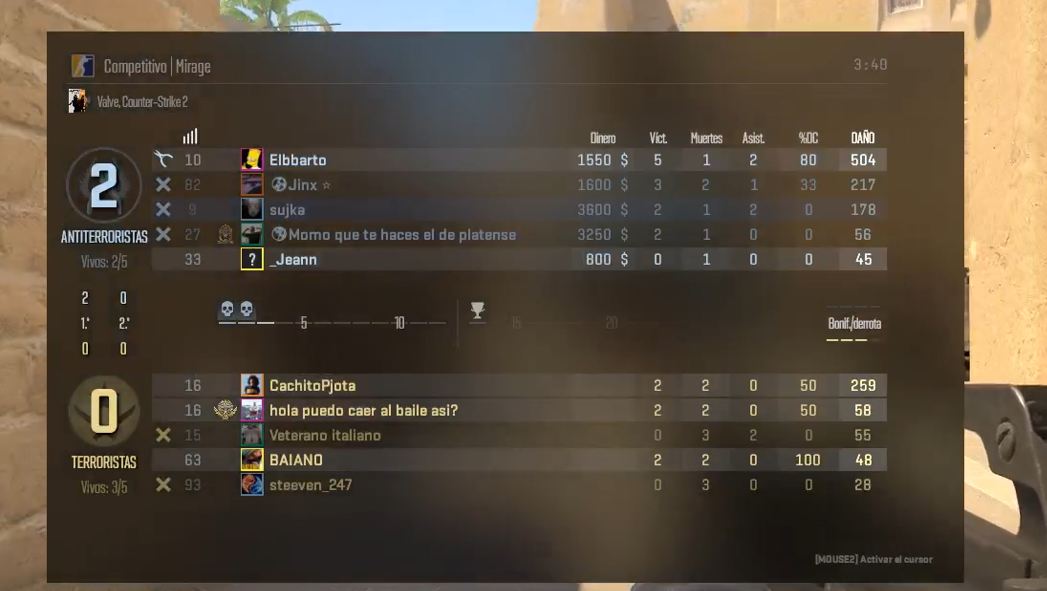 Competitivo | Mirage 3:40
Valve, Counter-Strike 2
Dinero Víct. Muertes Asist. %DC DAÑO
10 Elbbarto 1550 $ 5 1 2 80 504
82 Jinx ☆ 1600 $ 3 2 1 33 217
9 sujka 3600 $ 2 1 2 0 178
27 Momo que te haces el de platense 3250 $ 2 1 0 0 56
33 ? _Jeann 800 $ 0 1 0 0 45
2
ANTITERRORISTAS
Vivos: 2/5
2 0
1.ª 2.ª
0 0
5 10 15 20
Bonif./derrota
16 CachitoPjota 2 2 0 50 259
16 hola puedo caer al baile asi? 2 2 0 50 58
15 Veterano italiano 0 3 2 0 55
63 BAIANO 2 2 0 100 48
93 steeven_247 0 3 0 0 28
0
TERRORISTAS
Vivos: 3/5
[MOUSE2] Activar el cursor